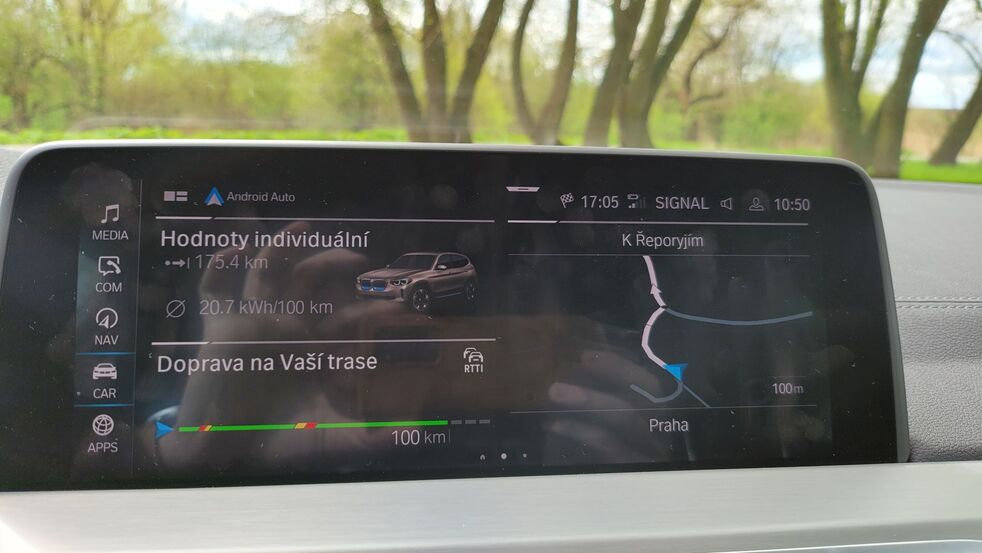 Android Auto
17:05 SIGNAL 10:50
MEDIA
COM
NAV
CAR
APPS
Hodnoty individuální
175.4 km
20.7 kWh/100 km
Doprava na Vaší trase
RTTI
100 km
K Řeporyjím
100m
Praha